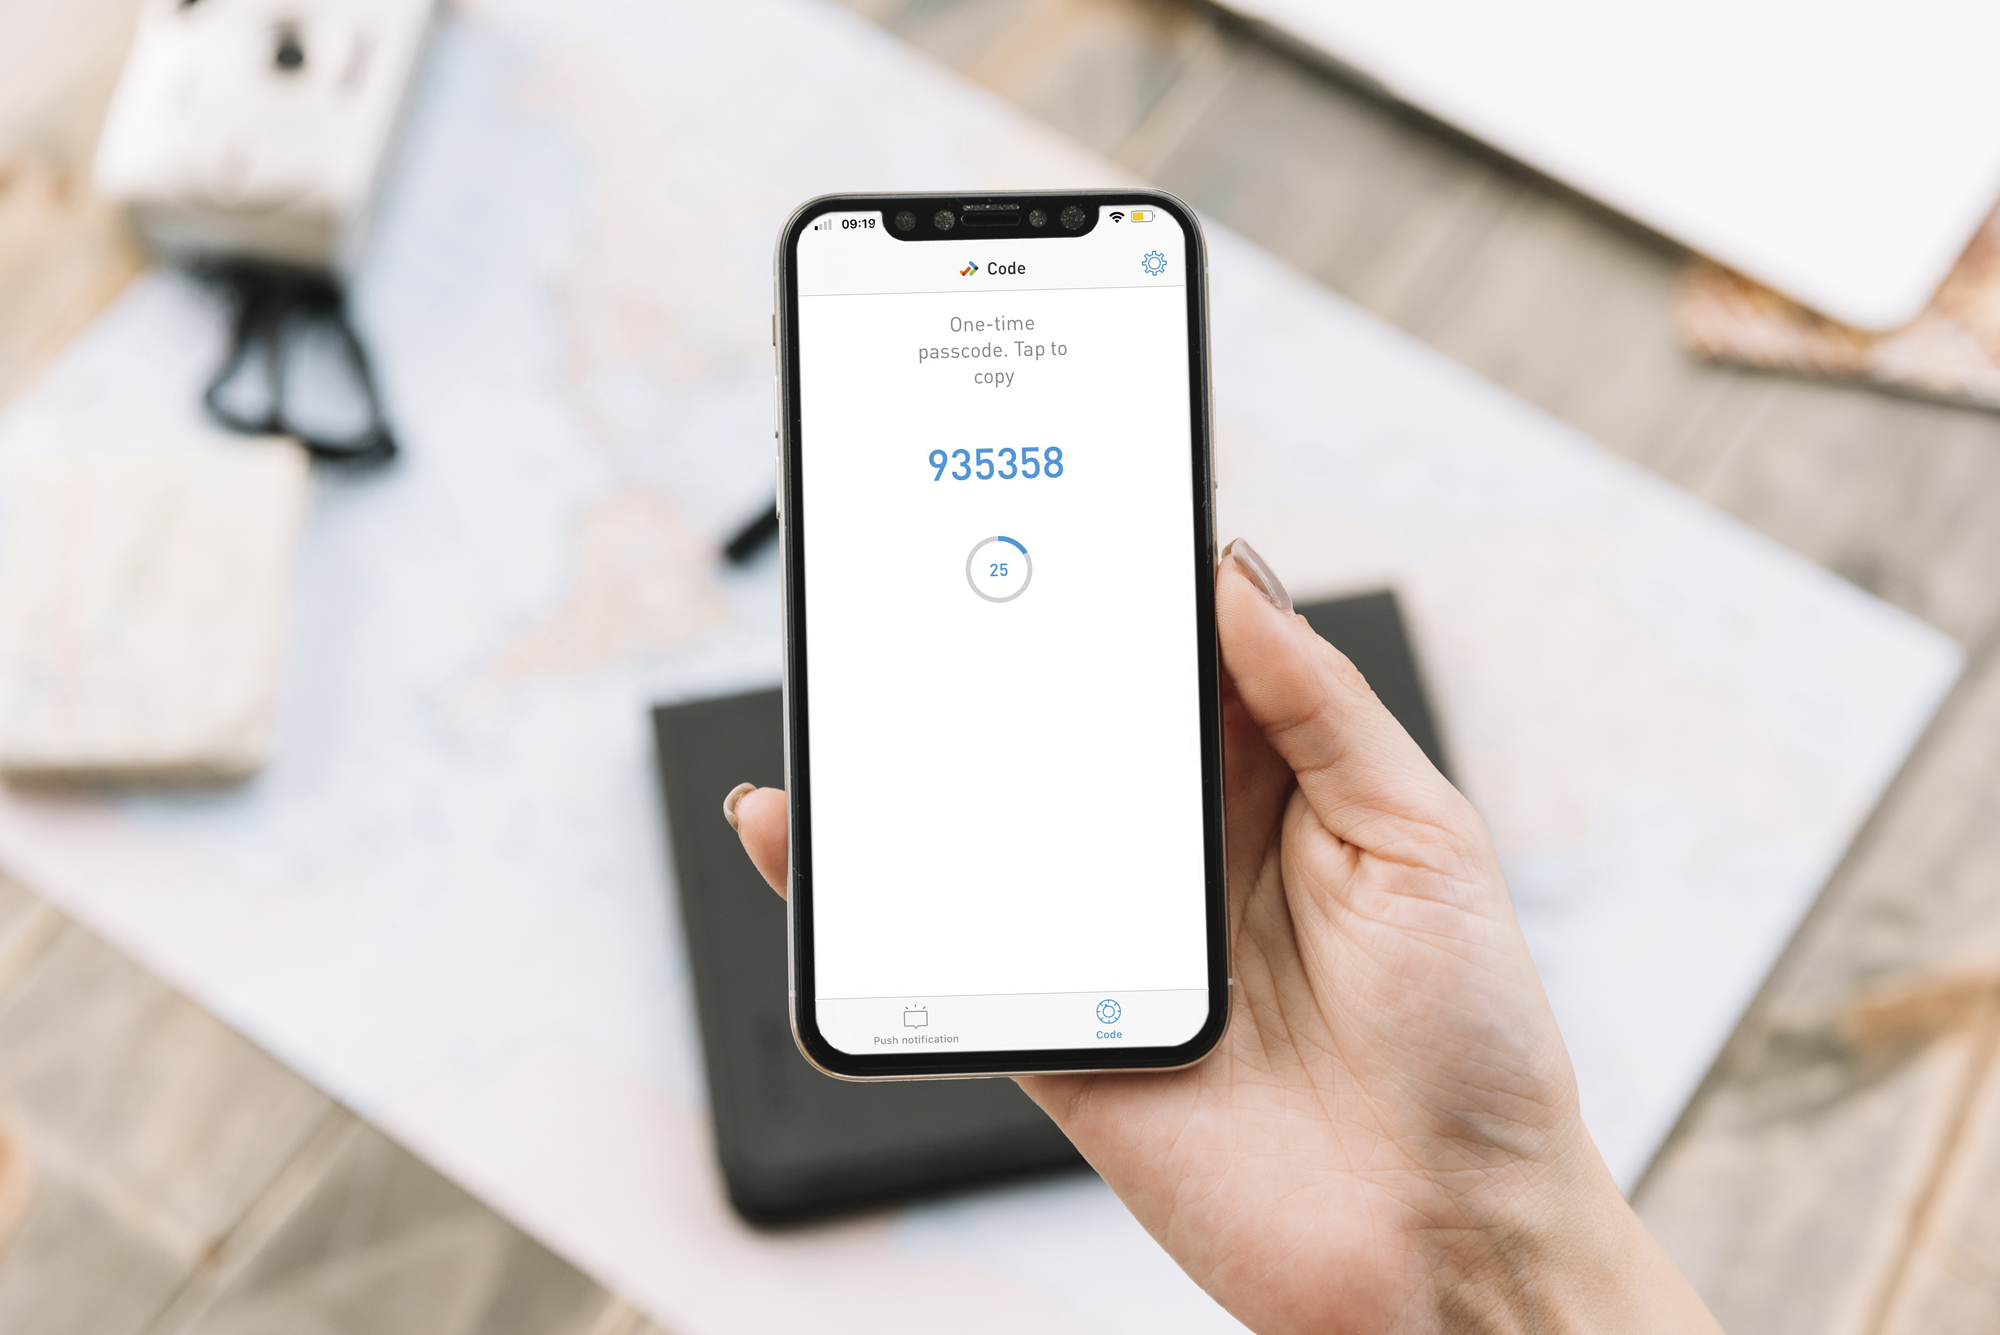 09:19
Code
One-time
passcode. Tap to
copy
935358
25
Push notification
Code